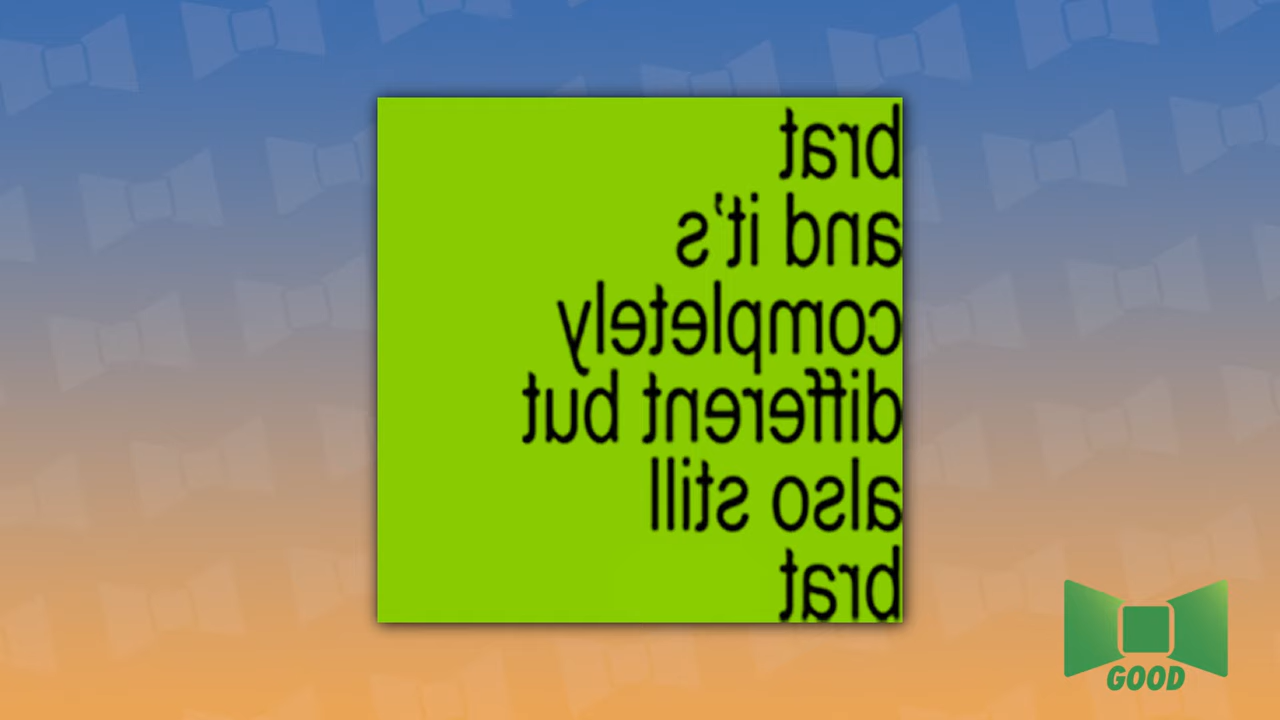 brat
and it's
completely
different but
also still
brat
GOOD